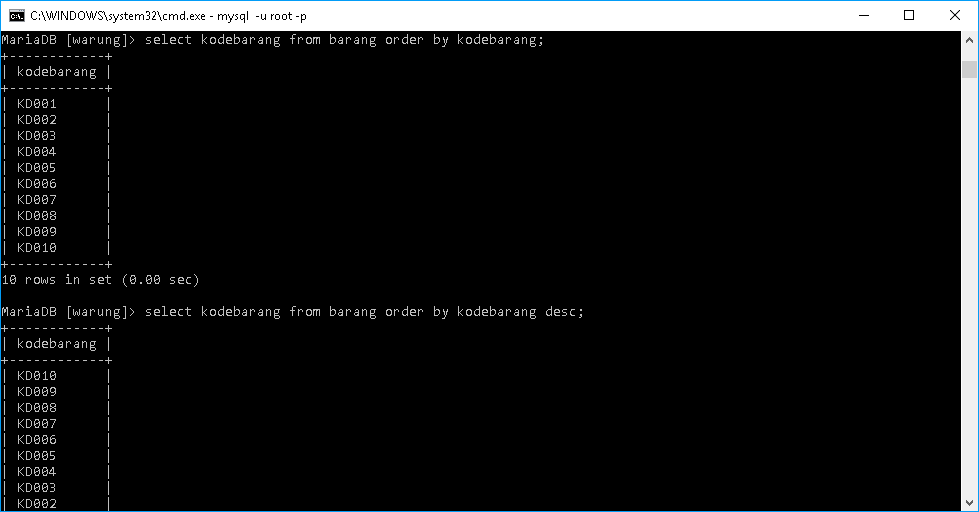 C:\WINDOWS\system32\cmd.exe - mysql -u root -p
MariaDB [warung]> select kodebarang from barang order by kodebarang;
+------------+
| kodebarang |
+------------+
| KD001      |
| KD002      |
| KD003      |
| KD004      |
| KD005      |
| KD006      |
| KD007      |
| KD008      |
| KD009      |
| KD010      |
+------------+
10 rows in set (0.00 sec)
MariaDB [warung]> select kodebarang from barang order by kodebarang desc;
+------------+
| kodebarang |
+------------+
| KD010      |
| KD009      |
| KD008      |
| KD007      |
| KD006      |
| KD005      |
| KD004      |
| KD003      |
| KD002      |